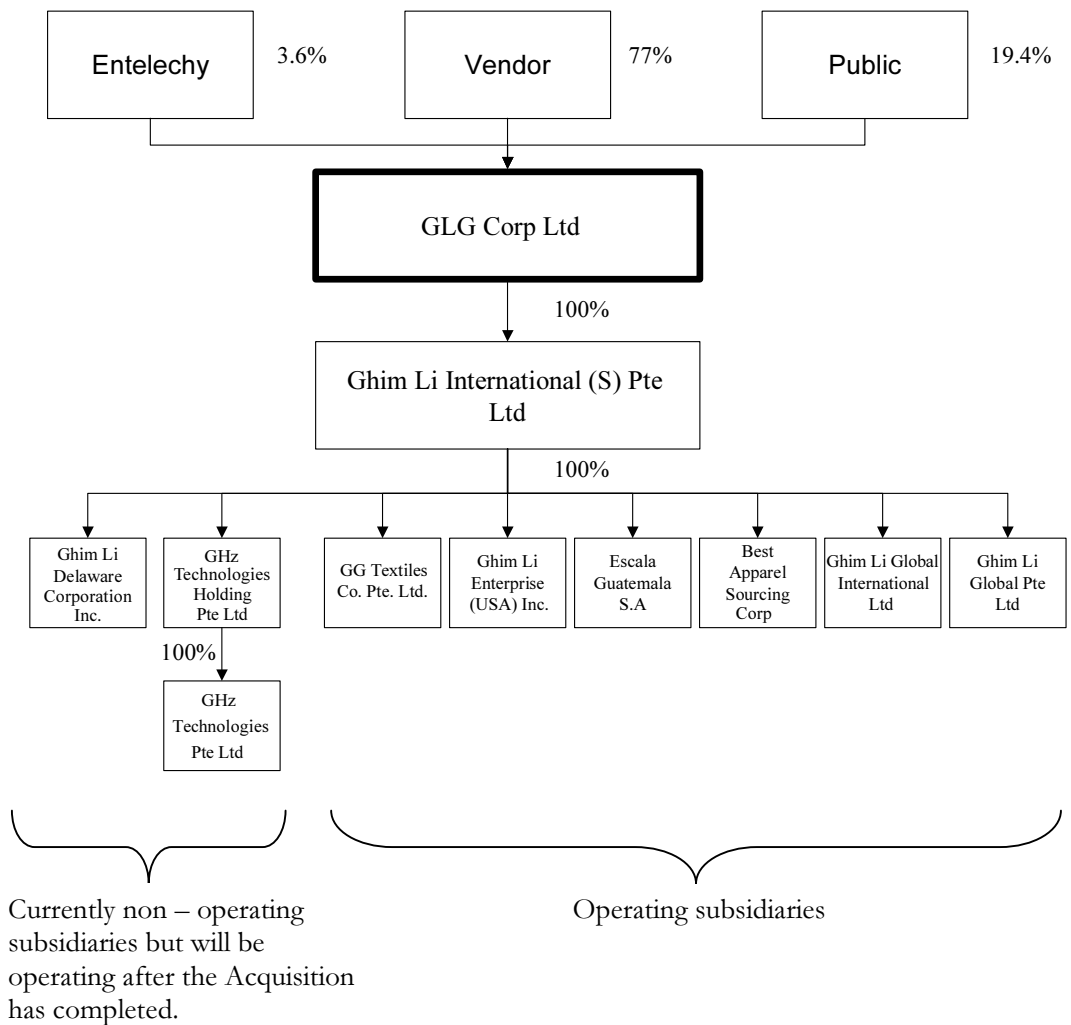 Entelechy
3.6%
Vendor
77%
Public
19.4%
GLG Corp Ltd
100%
Ghim Li International (S) Pte
Ltd
100%
Ghim Li
Delaware
Corporation
Inc.
GHz
Technologies
Holding
Pte Ltd
GG Textiles
Co. Pte. Ltd.
Ghim Li
Enterprise
(USA) Inc.
Escala
Guatemala
S.A
Best
Apparel
Sourcing
Corp
Ghim Li Global
International
Ltd
Ghim Li
Global Pte
Ltd
100%
GHz
Technologies
Pte Ltd
Currently non – operating
subsidiaries but will be
operating after the Acquisition
has completed.
Operating subsidiaries